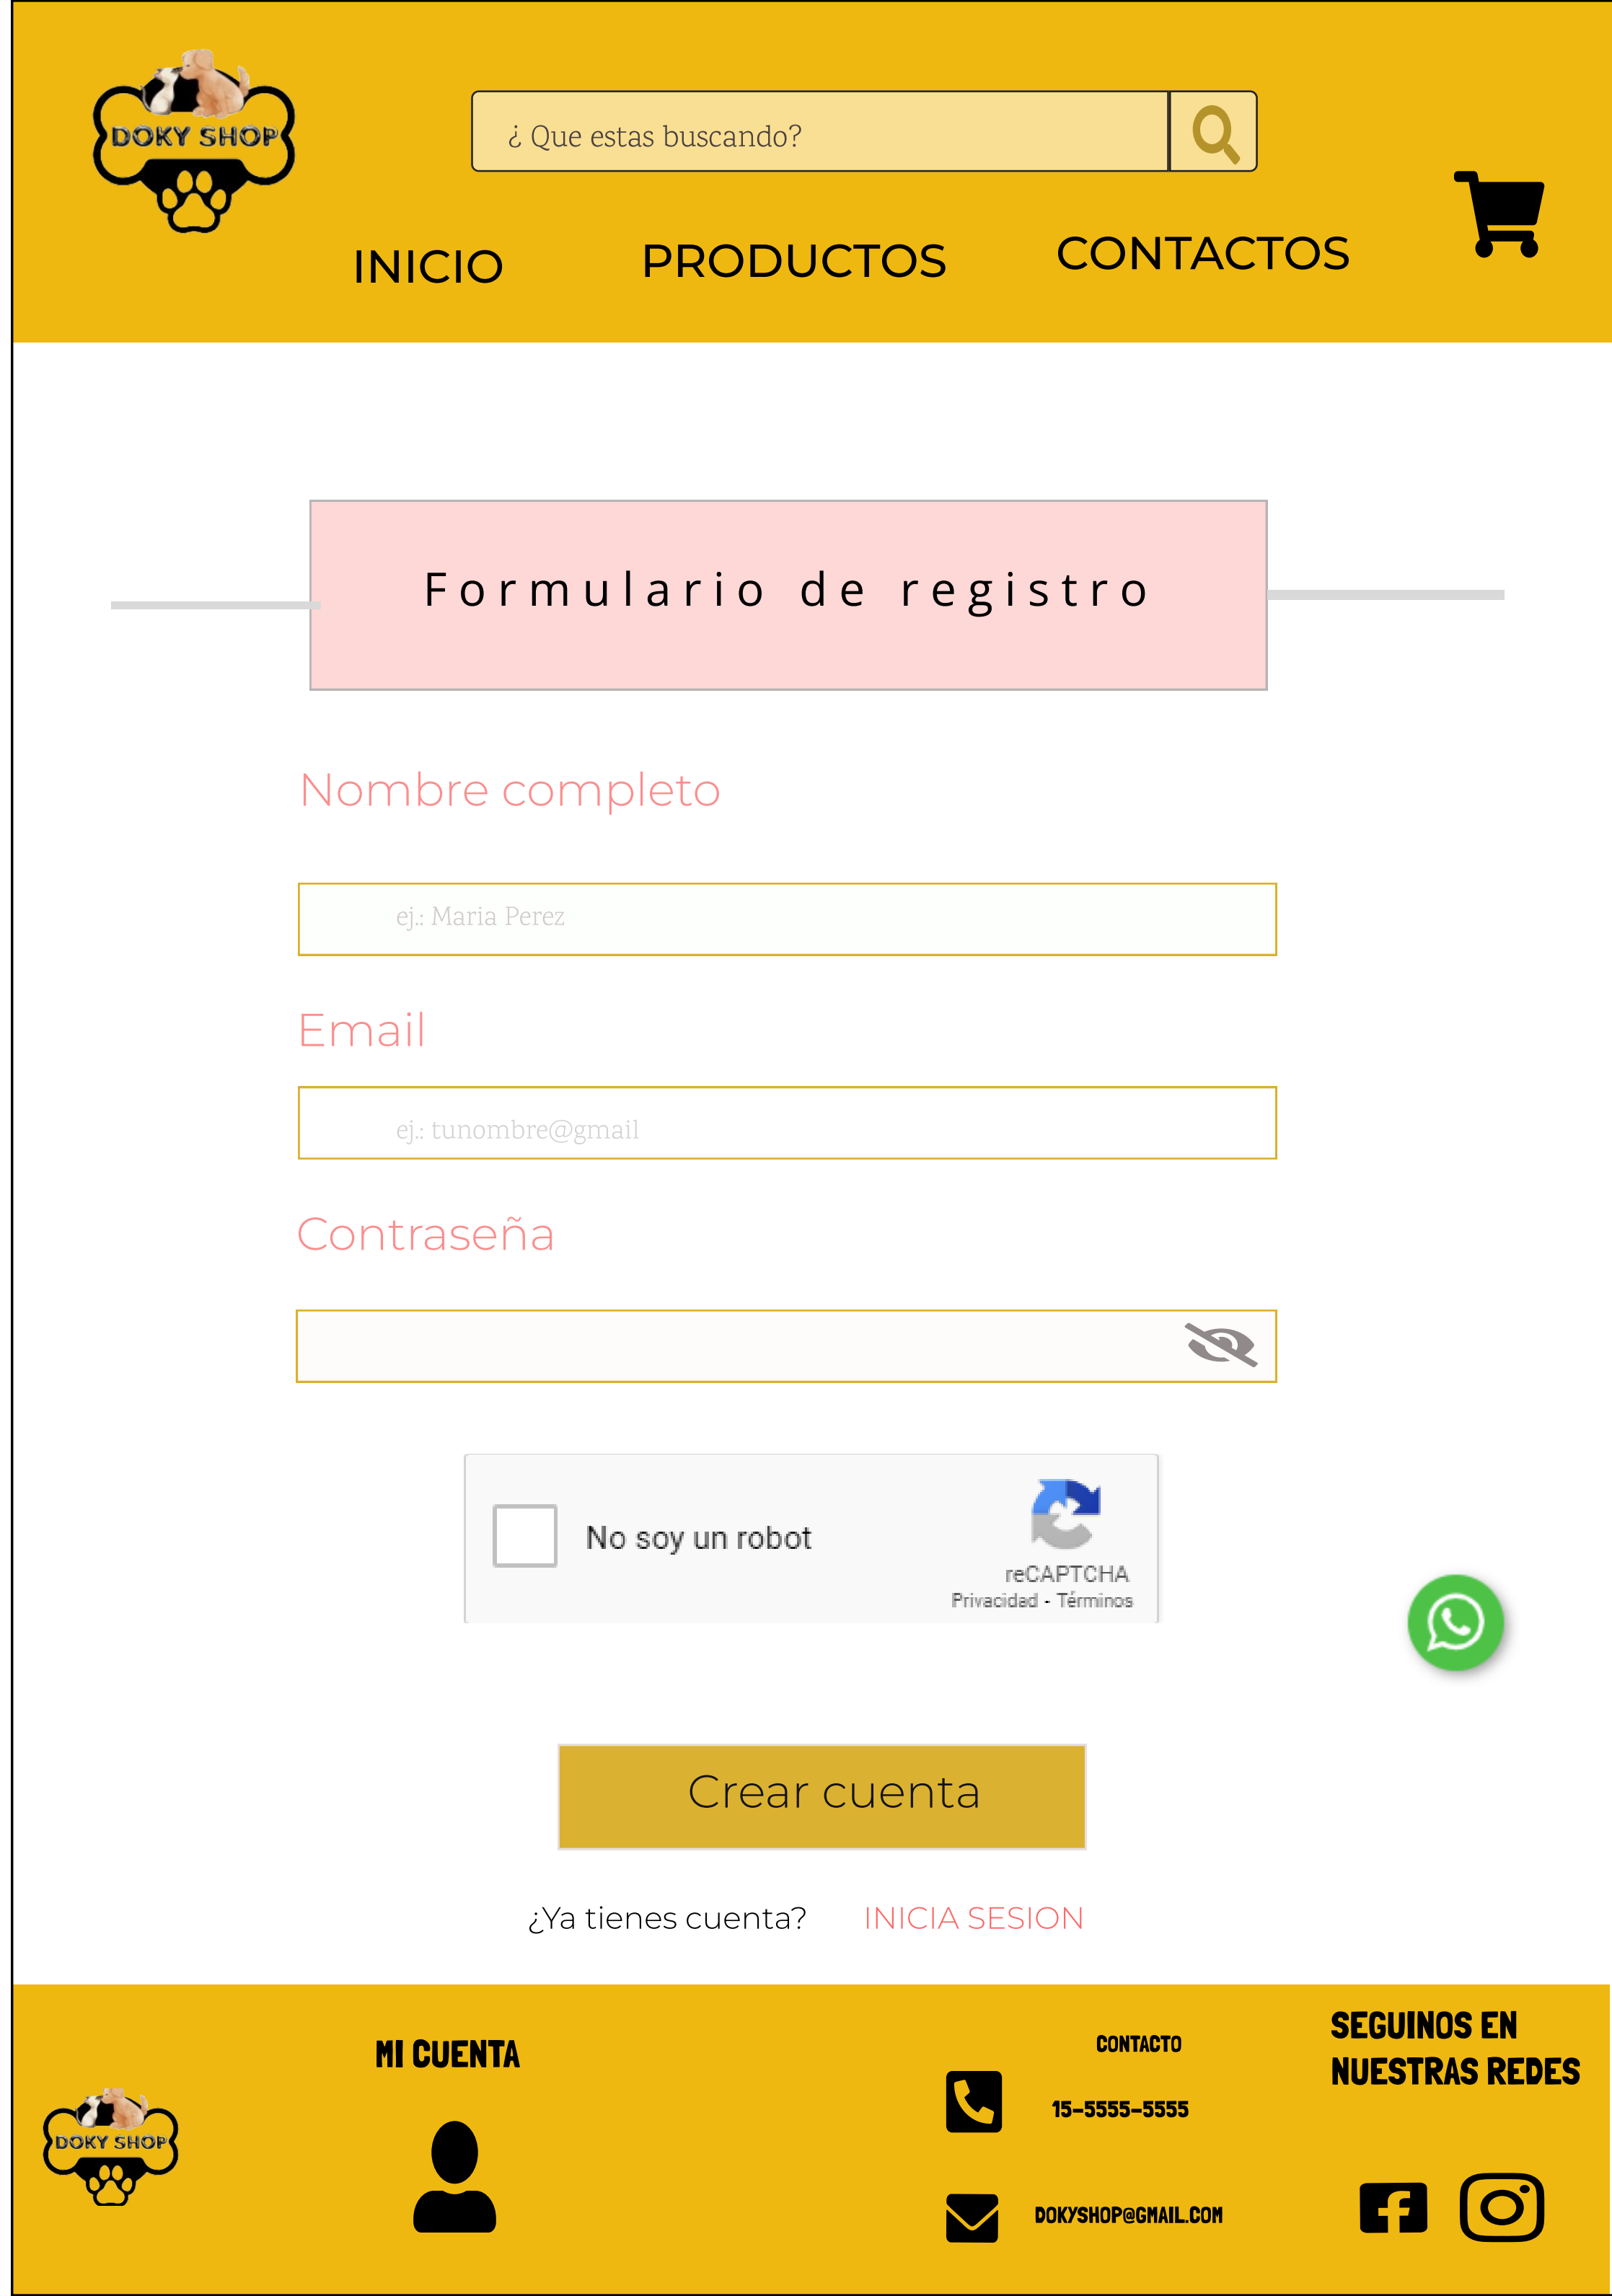 DOKY SHOP
¿ Que estas buscando?
INICIO
PRODUCTOS
CONTACTOS
Formulario de registro
Nombre completo
ej.: Maria Perez
Email
ej.: tunombre@gmail
Contraseña
No soy un robot
reCAPTCHA
Privacidad - Términos
Crear cuenta
¿Ya tienes cuenta? INICIA SESION
MI CUENTA
DOKY SHOP
CONTACTO
15-5555-5555
DOKYSHOP@GMAIL.COM
SEGUINOS EN
NUESTRAS REDES